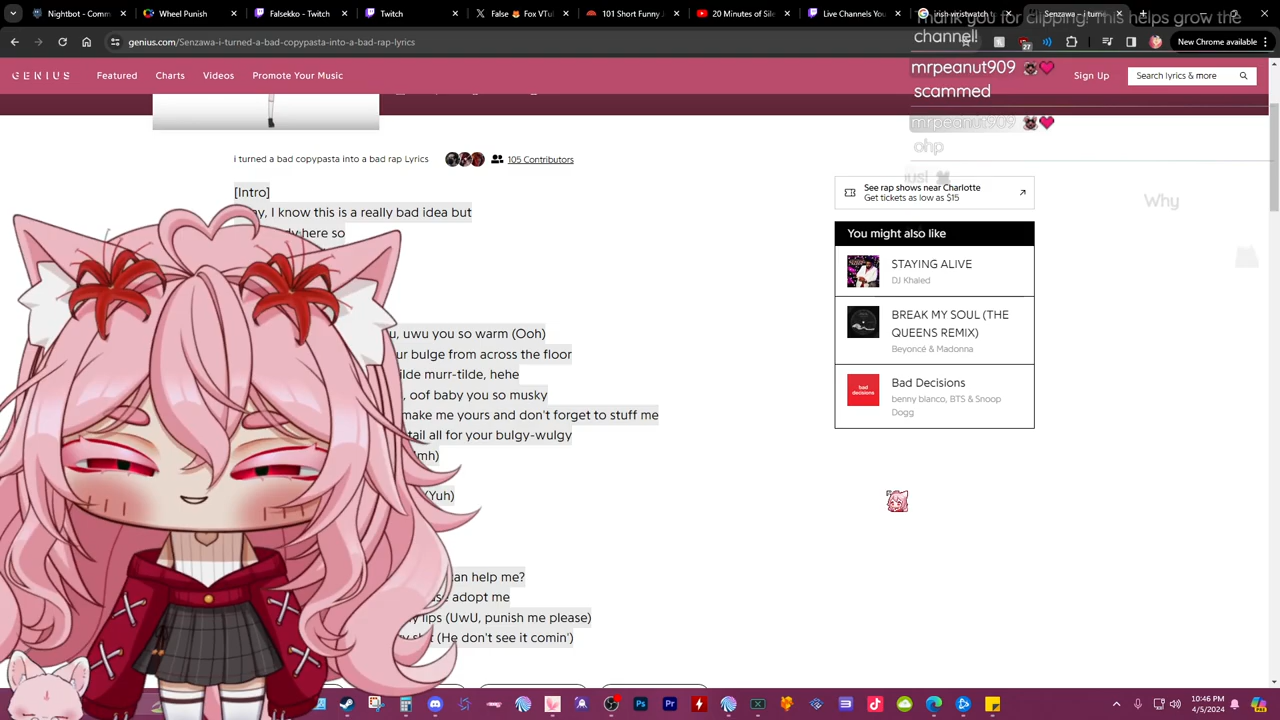 Nightbot - Comm
Wheel Punish
Falsekko - Twitch
Twitch
False 🦊 Fox VTu
101 Short Funny
20 Minutes of Sile
Live Channels You
irish wristwatch
Senzawa – i turne
Thank you for clipping! This helps grow the channel!
genius.com/Senzawa-i-turned-a-bad-copypasta-into-a-bad-rap-lyrics
27
New Chrome available
GENIUS
Featured
Charts
Videos
Promote Your Music
Sign Up
Search lyrics & more
mrpeanut909
scammed
mrpeanut909
ohp
Why
i turned a bad copypasta into a bad rap Lyrics
105 Contributors
See rap shows near Charlotte
Get tickets as low as $15
You might also like
STAYING ALIVE
DJ Khaled
BREAK MY SOUL (THE
QUEENS REMIX)
Beyoncé & Madonna
Bad Decisions
benny blanco, BTS & Snoop
Dogg
[Intro]
I know this is a really bad idea but
here so
uwu you so warm (Ooh)
bulge from across the floor
murr-tilde, hehe
oof baby you so musky
make me yours and don't forget to stuff me
tail all for your bulgy-wulgy
(Yuh)
can help me?
adopt me
lips (UwU, punish me please)
(He don't see it comin')
10:46 PM
4/5/2024